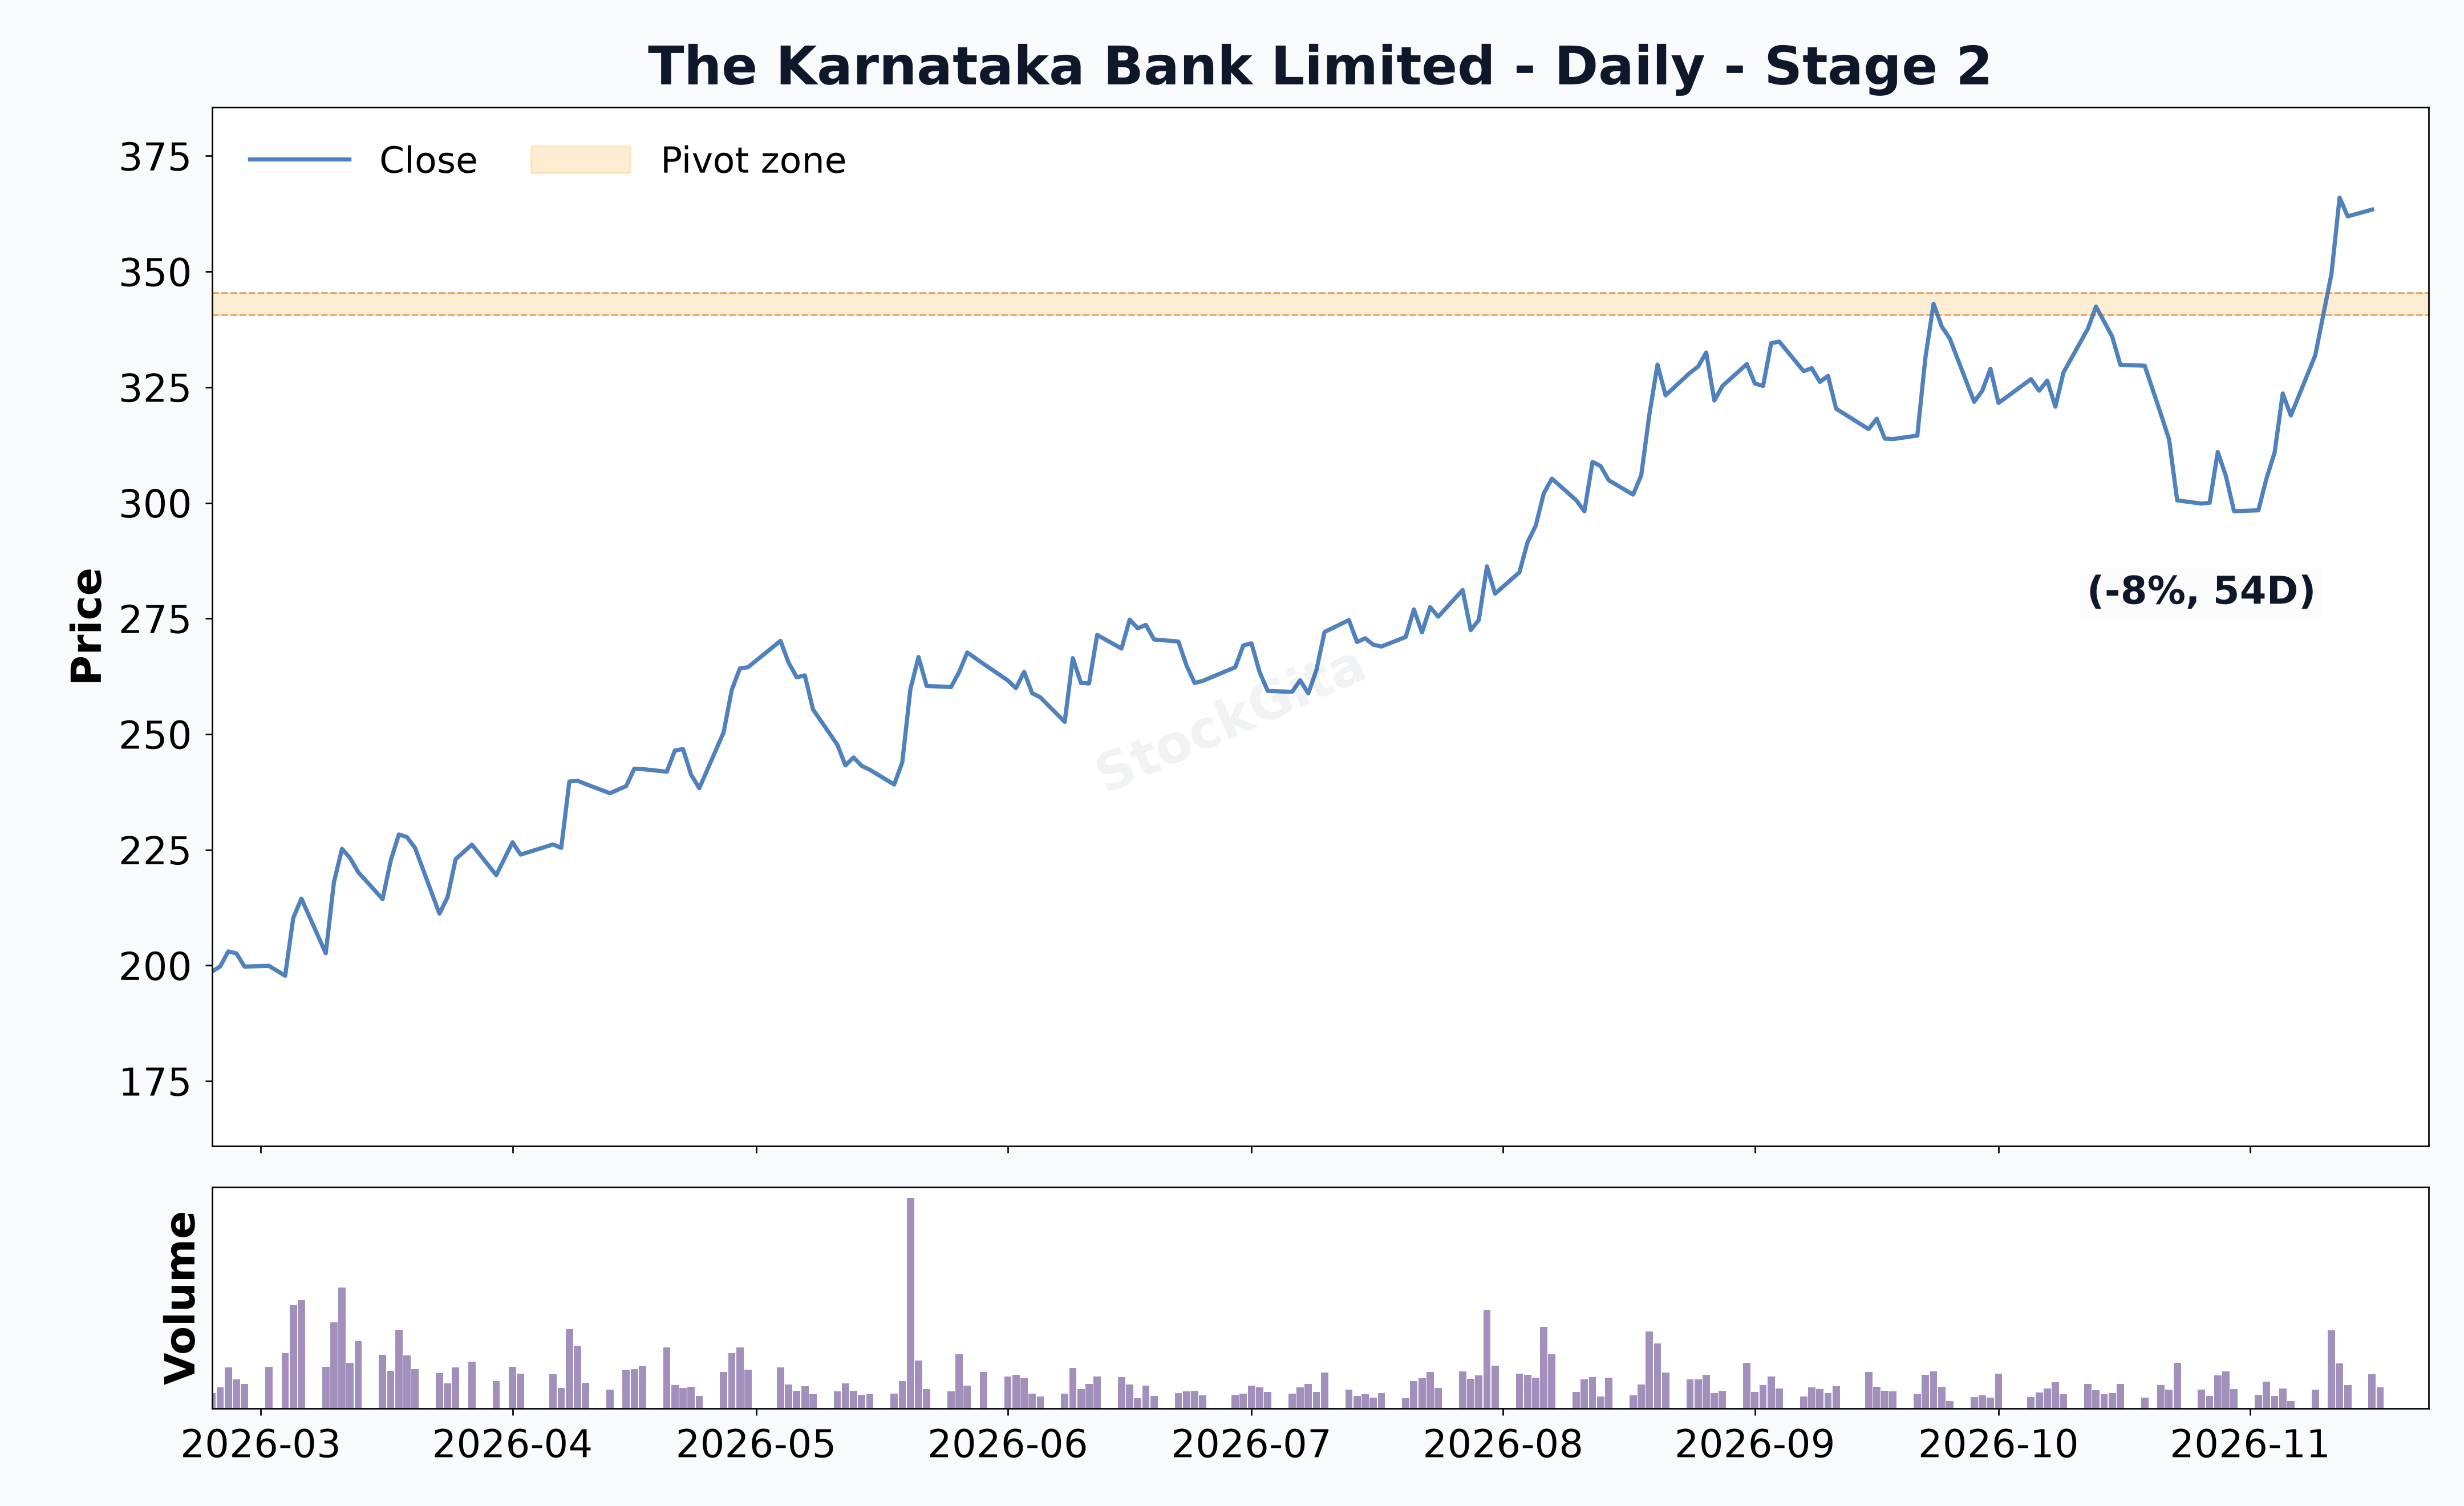 The Karnataka Bank Limited - Daily - Stage 2
Close
Pivot zone
375
350
325
300
275
250
225
200
175
Price
(-8%, 54D)
StockGita
Volume
2026-03
2026-04
2026-05
2026-06
2026-07
2026-08
2026-09
2026-10
2026-11